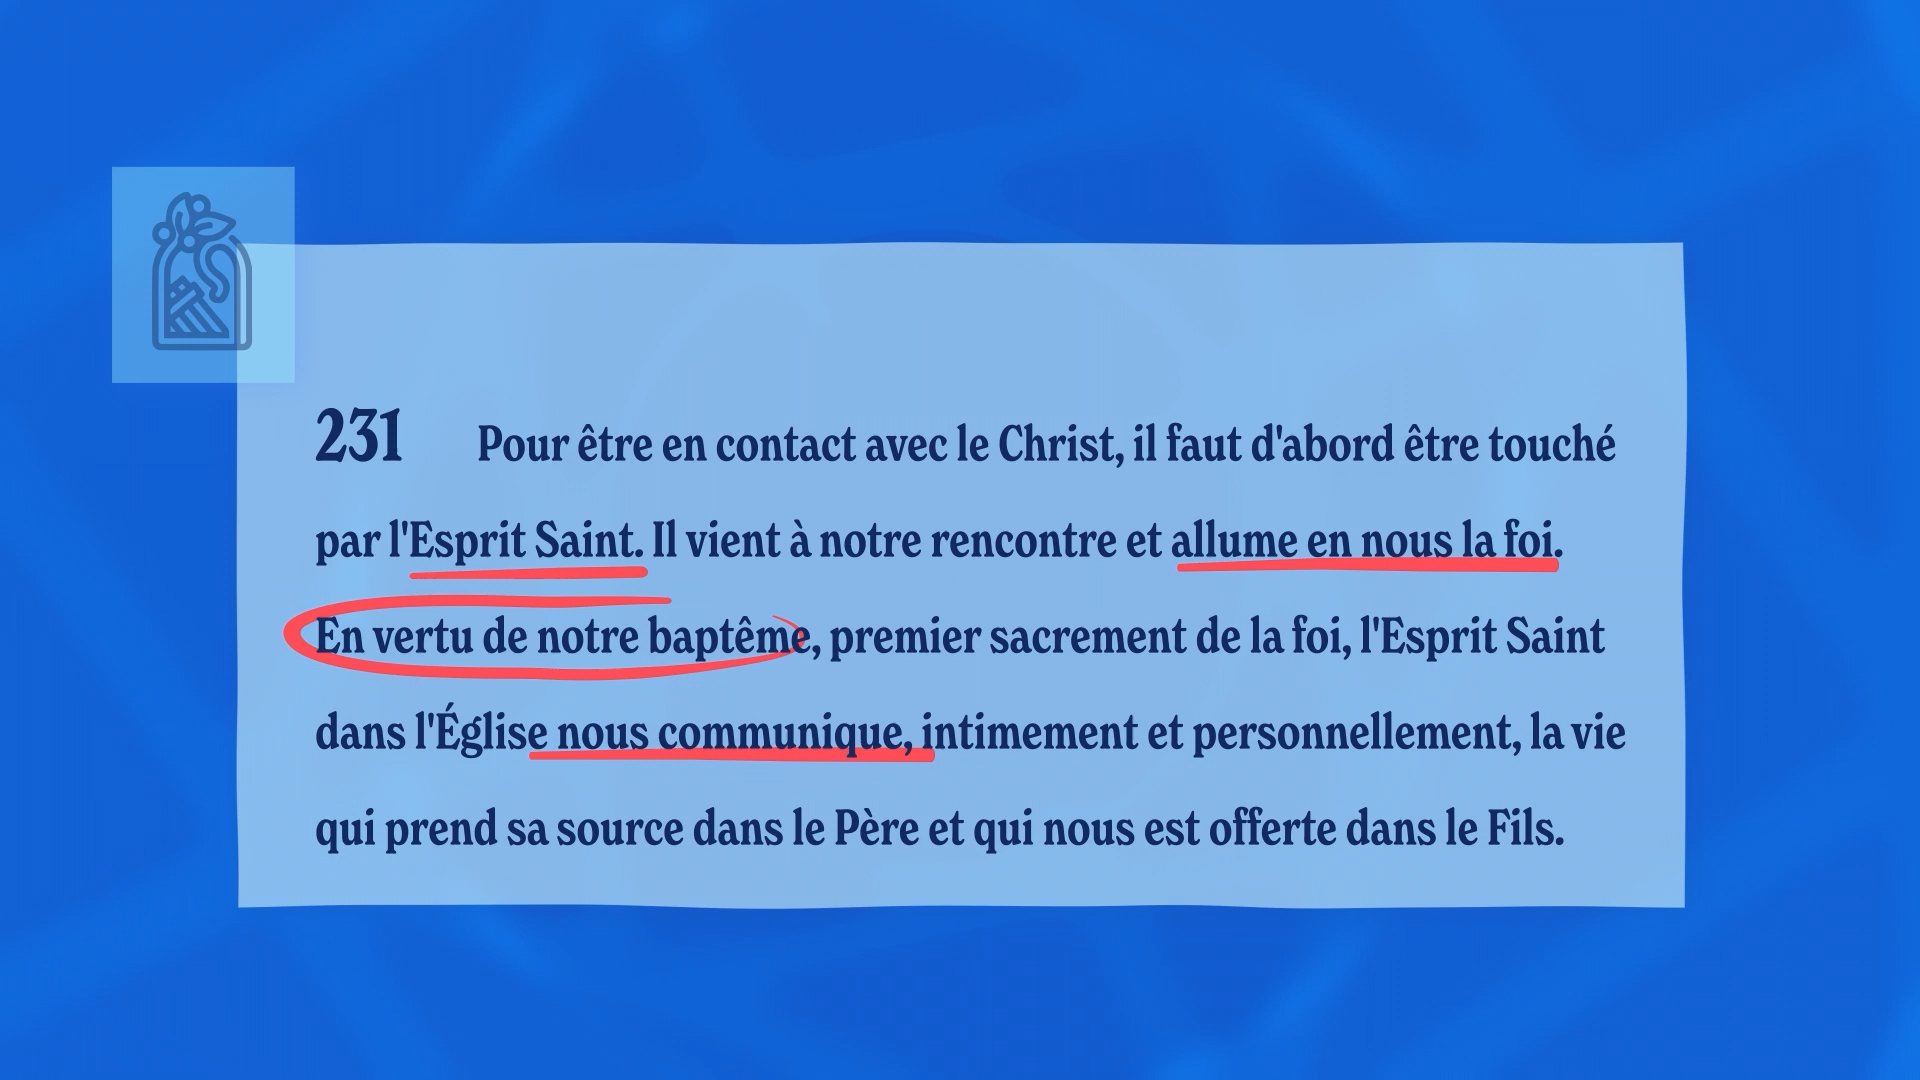 231 Pour être en contact avec le Christ, il faut d'abord être touché
par l'Esprit Saint. Il vient à notre rencontre et allume en nous la foi.
En vertu de notre baptême, premier sacrement de la foi, l'Esprit Saint
dans l'Église nous communique, intimement et personnellement, la vie
qui prend sa source dans le Père et qui nous est offerte dans le Fils.